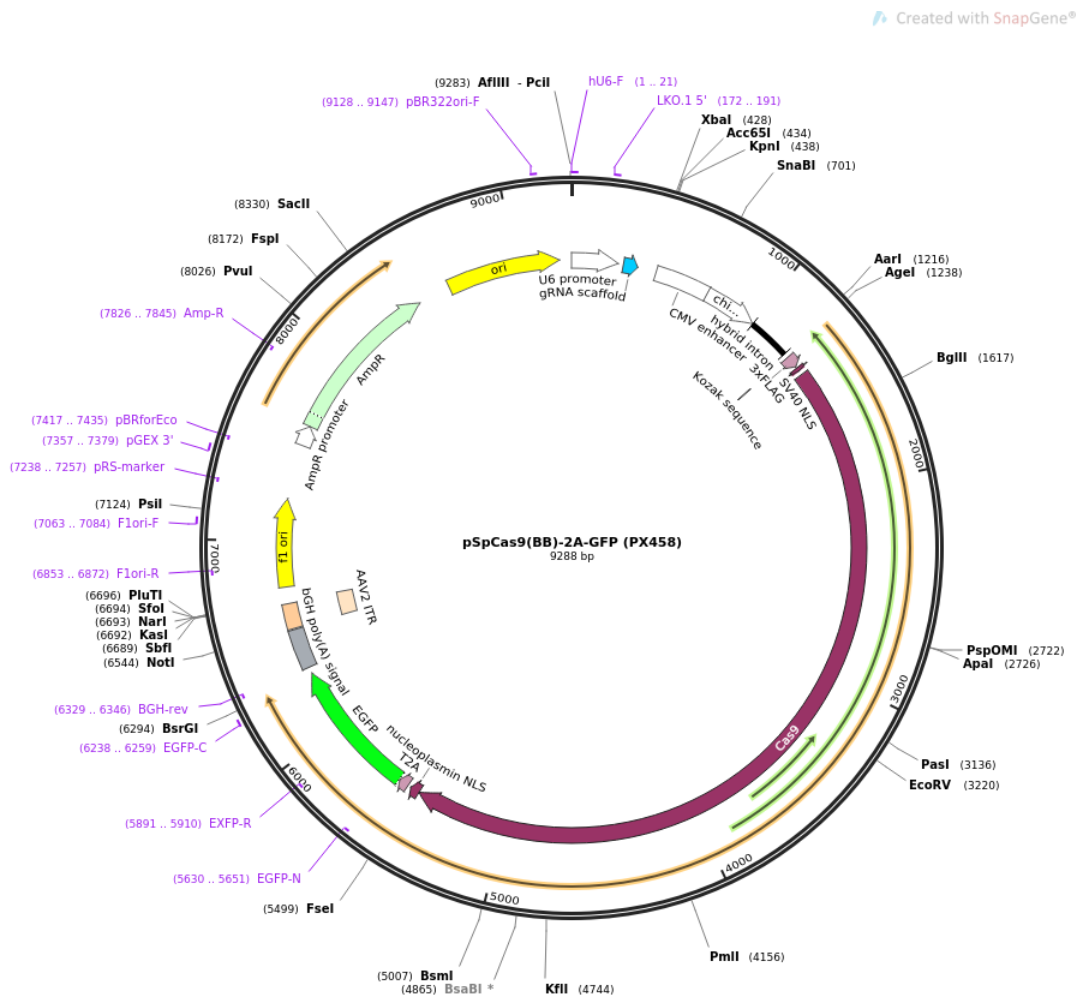 Created with SnapGene®
(9283) AflIII - PciI
hU6-F (1 .. 21)
(9128 .. 9147) pBR322ori-F
LKO.1 5' (172 .. 191)
XbaI (428)
Acc65I (434)
KpnI (438)
SnaBI (701)
(8330) SacII
(8172) FspI
(8026) PvuI
(7826 .. 7845) Amp-R
(7417 .. 7435) pBRforEco
(7357 .. 7379) pGEX 3'
(7238 .. 7257) pRS-marker
(7124) PsiI
(7063 .. 7084) F1ori-F
(6853 .. 6872) F1ori-R
(6696) PluTI
(6694) SfoI
(6693) NarI
(6692) KasI
(6689) SbfI
(6544) NotI
(6329 .. 6346) BGH-rev
(6294) BsrGI
(6238 .. 6259) EGFP-C
(5891 .. 5910) EXFP-R
(5630 .. 5651) EGFP-N
(5499) FseI
(5007) BsmI
(4865) BsaBI *
KflI (4744)
PmlI (4156)
EcoRV (3220)
PasI (3136)
ApaI (2726)
PspOMI (2722)
BglII (1617)
AgeI (1238)
AarI (1216)
1000
2000
3000
4000
5000
6000
7000
8000
9000
ori
U6 promoter
gRNA scaffold
CMV enhancer
chi...
hybrid intron
3xFLAG
SV40 NLS
Kozak sequence
Cas9
nucleoplasmin NLS
T2A
EGFP
bGH poly(A) signal
AAV2 ITR
f1 ori
AmpR promoter
AmpR
pSpCas9(BB)-2A-GFP (PX458)
9288 bp